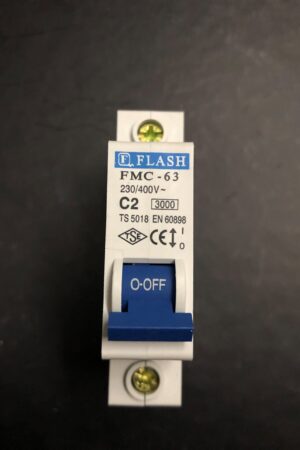 F FLASH
FMC-63
230/400V~
C2 3000
TS 5018 EN 60898
TSE CE I
O
O-OFF